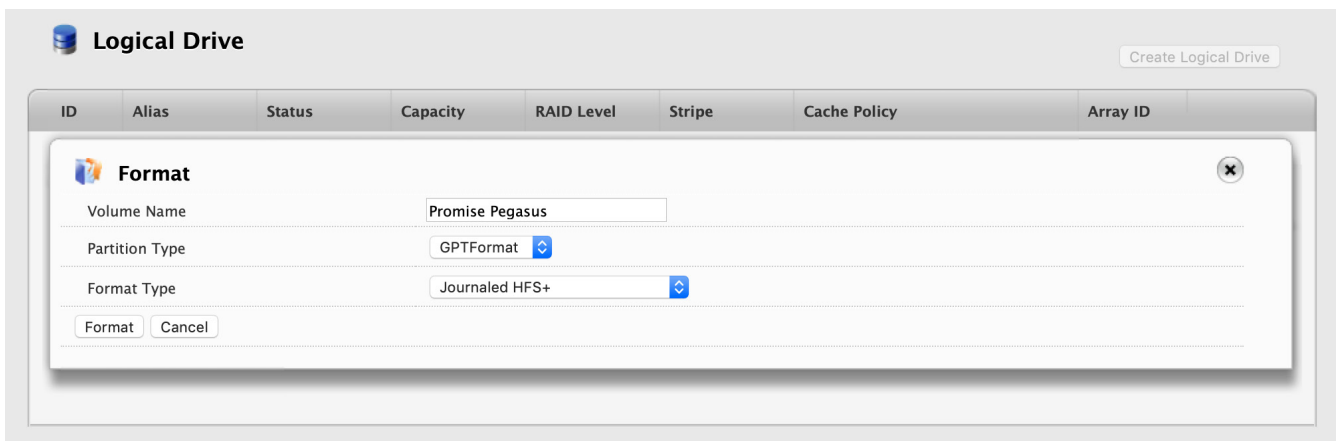 Logical Drive
Create Logical Drive
ID Alias Status Capacity RAID Level Stripe Cache Policy Array ID
Format
Volume Name Promise Pegasus
Partition Type GPTFormat
Format Type Journaled HFS+
Format Cancel